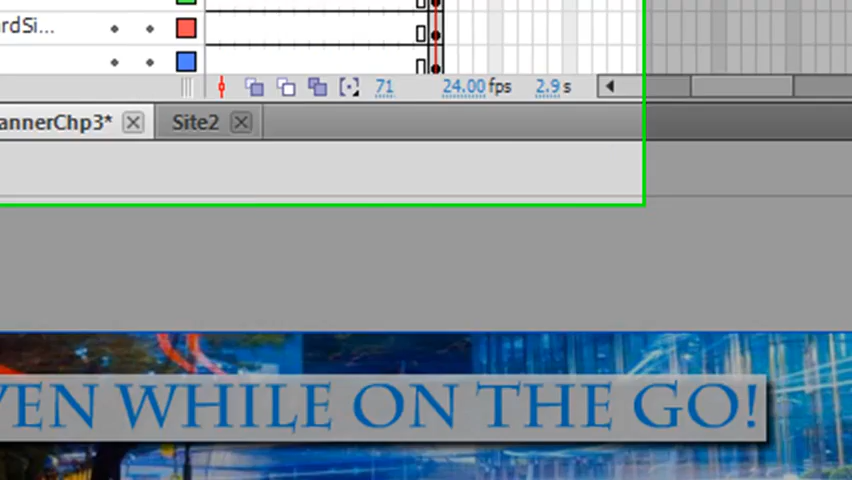 rdSi...
71 24.00 fps 2.9 s
annerChp3* Site2
VEN WHILE ON THE GO!